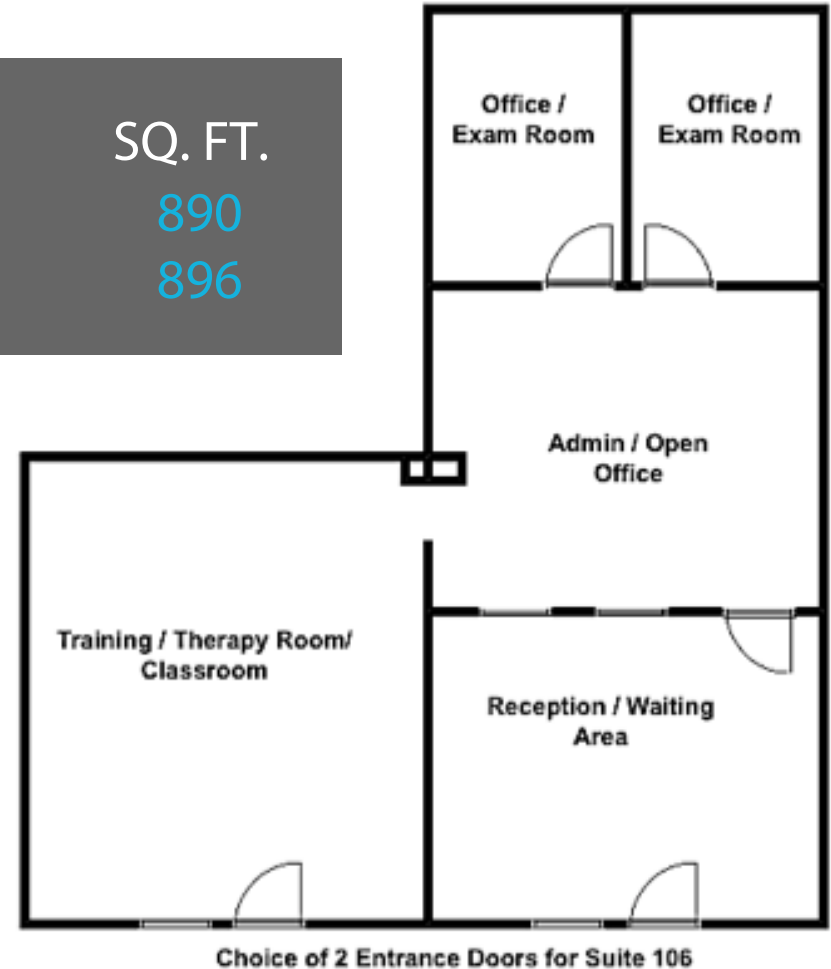 SQ. FT.
890
896
Office /
Exam Room
Office /
Exam Room
Admin / Open
Office
Training / Therapy Room/
Classroom
Reception / Waiting
Area
Choice of 2 Entrance Doors for Suite 106